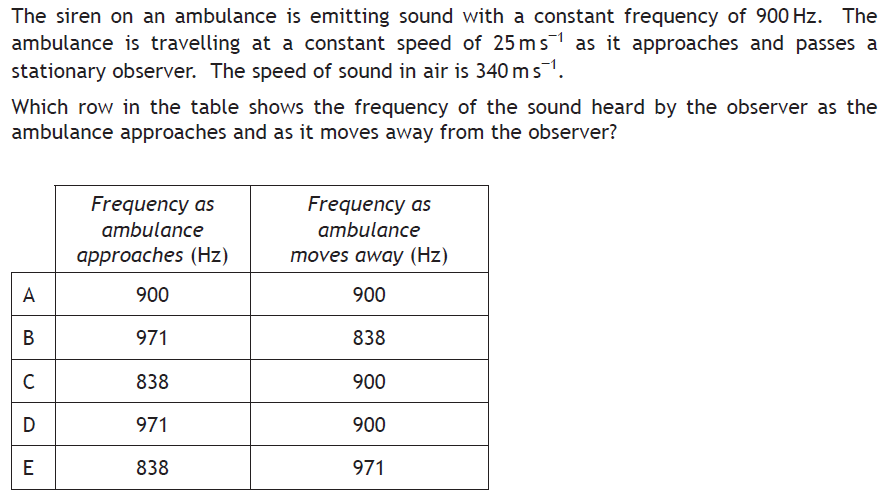 The siren on an ambulance is emitting sound with a constant frequency of 900 Hz. The
ambulance is travelling at a constant speed of 25 m s⁻¹ as it approaches and passes a
stationary observer. The speed of sound in air is 340 m s⁻¹.
Which row in the table shows the frequency of the sound heard by the observer as the
ambulance approaches and as it moves away from the observer?
Frequency as ambulance approaches (Hz) Frequency as ambulance moves away (Hz)
A 900 900
B 971 838
C 838 900
D 971 900
E 838 971